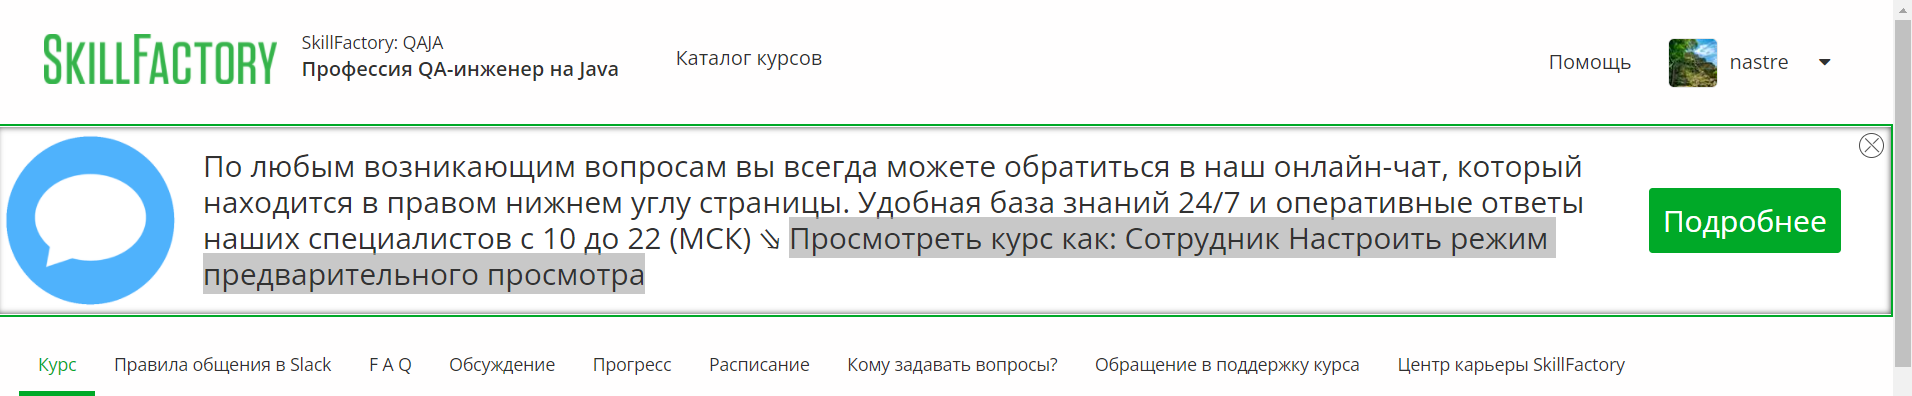 SKILLFACTORY
SkillFactory: QAJA
Профессия QA-инженер на Java
Каталог курсов
Помощь
nastre
По любым возникающим вопросам вы всегда можете обратиться в наш онлайн-чат, который
находится в правом нижнем углу страницы. Удобная база знаний 24/7 и оперативные ответы
наших специалистов с 10 до 22 (МСК) ⇘ Просмотреть курс как: Сотрудник Настроить режим
предварительного просмотра
Подробнее
Курс
Правила общения в Slack
F A Q
Обсуждение
Прогресс
Расписание
Кому задавать вопросы?
Обращение в поддержку курса
Центр карьеры SkillFactory